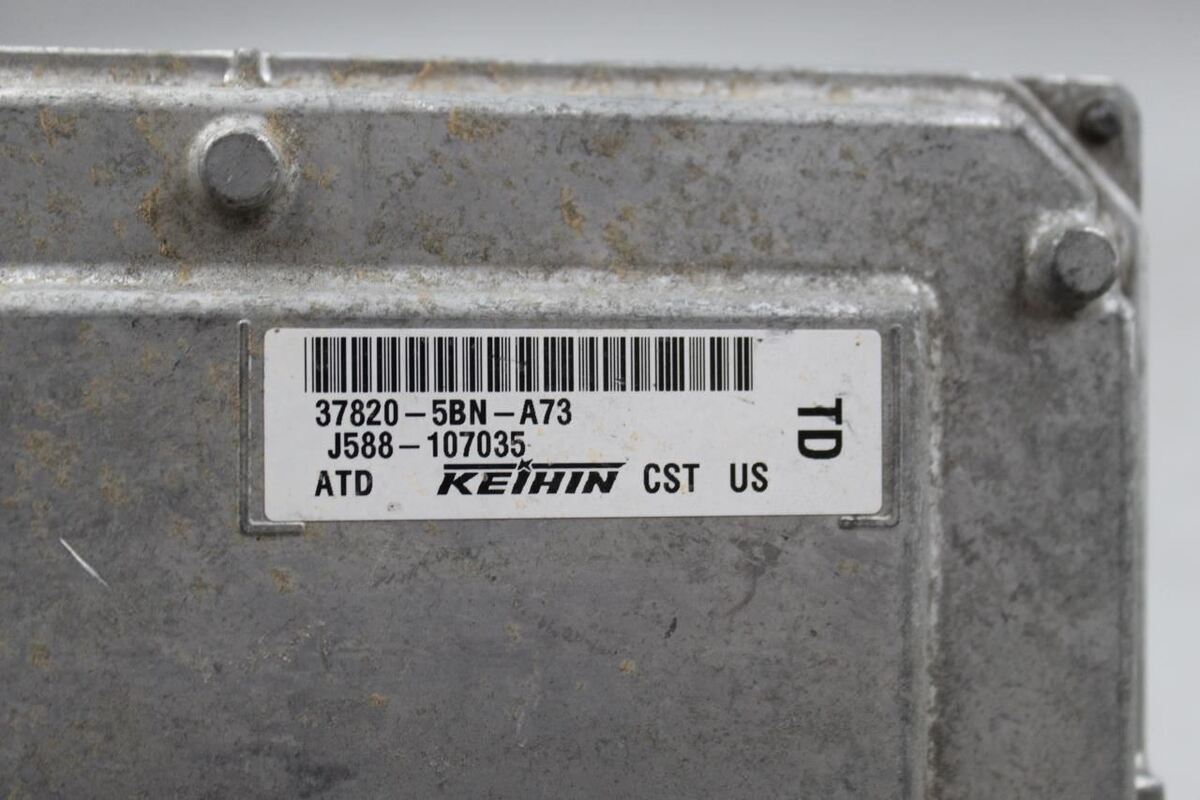 37820-5BN-A73
J588-107035
ATD KEIHIN CST US
TD